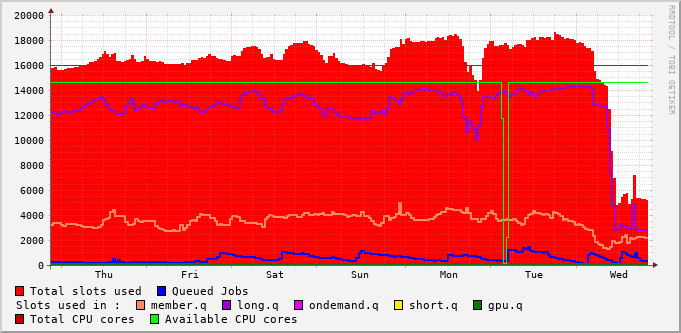 RRDTOOL / TOBI OETIKER
20000
18000
16000
14000
12000
10000
8000
6000
4000
2000
0
Thu Fri Sat Sun Mon Tue Wed
Total slots used Queued Jobs
Slots used in : member.q long.q ondemand.q short.q gpu.q
Total CPU cores Available CPU cores